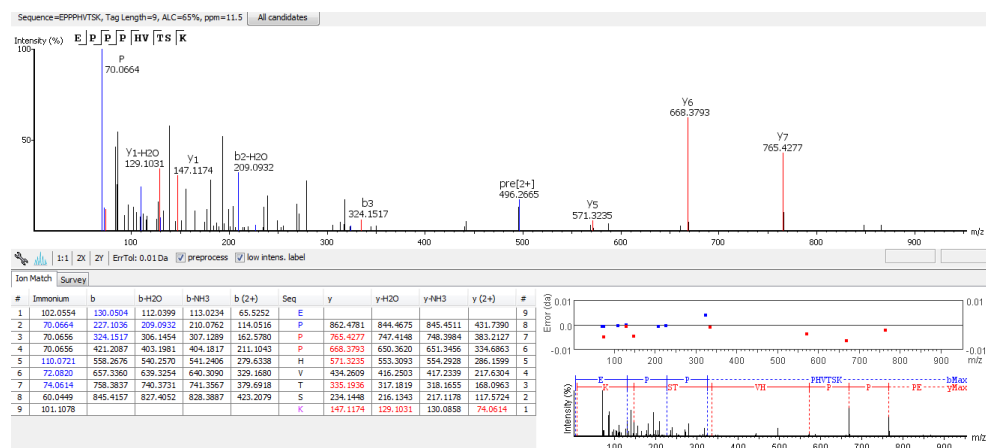 Sequence=EPPPHVTSK, Tag Length=9, ALC=65%, ppm=11.5 All candidates
Intensity (%) E P P P H V T S K
100
50
P
70.0664
Y1-H2O
129.1031
Y1
147.1174
b2-H2O
209.0932
b3
324.1517
pre[2+]
496.2665
Y5
571.3235
Y6
668.3793
Y7
765.4277
100 200 300 400 500 600 700 800 900 m/z
1:1 2X 2Y ErrTol: 0.01 Da preprocess low intens. label
Ion Match Survey
# Immonium b b-H2O b-NH3 b (2+) Seq y y-H2O y-NH3 y (2+) #
1 102.0554 130.0504 112.0399 113.0234 65.5252 E 9
2 70.0664 227.1036 209.0932 210.0762 114.0516 P 862.4781 844.4675 845.4511 431.7390 8
3 70.0656 324.1517 306.1454 307.1289 162.5780 P 765.4277 747.4148 748.3984 383.2127 7
4 70.0656 421.2087 403.1981 404.1817 211.1043 P 668.3793 650.3620 651.3456 334.6863 6
5 110.0721 558.2676 540.2570 541.2406 279.6338 H 571.3235 553.3093 554.2928 286.1599 5
6 72.0820 657.3360 639.3254 640.3090 329.1680 V 434.2609 416.2503 417.2339 217.6304 4
7 74.0614 758.3837 740.3731 741.3567 379.6918 T 335.1936 317.1819 318.1655 168.0963 3
8 60.0449 845.4157 827.4052 828.3887 423.2079 S 234.1448 216.1343 217.1178 117.5724 2
9 101.1078 K 147.1174 129.1031 130.0858 74.0614 1
Error (da)
0.01 0.01
0.0
-0.01 -0.01
100 200 300 400 500 600 700 800 900 m/z
Intensity (%)
E P P PHVTSK bMax
K ST VH P P PE yMax
100 200 300 400 500 600 700 800 900 m/z